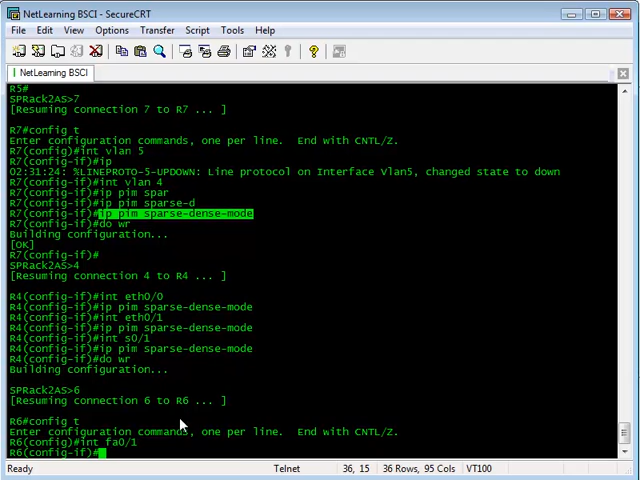 NetLearning BSCI - SecureCRT
File Edit View Options Transfer Script Tools Help
NetLearning BSCI
R5#
SPRack2AS>7
[Resuming connection 7 to R7 ... ]
R7#config t
Enter configuration commands, one per line.  End with CNTL/Z.
R7(config)#int vlan 5
R7(config-if)#ip
02:31:24: %LINEPROTO-5-UPDOWN: Line protocol on Interface Vlan5, changed state to down
R7(config-if)#int vlan 4
R7(config-if)#ip pim spar
R7(config-if)#ip pim sparse-d
R7(config-if)#ip pim sparse-dense-mode
R7(config-if)#do wr
Building configuration...
[OK]
R7(config-if)#
SPRack2AS>4
[Resuming connection 4 to R4 ... ]
R4(config-if)#int eth0/0
R4(config-if)#ip pim sparse-dense-mode
R4(config-if)#int eth0/1
R4(config-if)#ip pim sparse-dense-mode
R4(config-if)#int s0/1
R4(config-if)#ip pim sparse-dense-mode
R4(config-if)#do wr
Building configuration...
SPRack2AS>6
[Resuming connection 6 to R6 ... ]
R6#config t
Enter configuration commands, one per line.  End with CNTL/Z.
R6(config)#int fa0/1
R6(config-if)#
Ready Telnet 36, 15 36 Rows, 95 Cols VT100